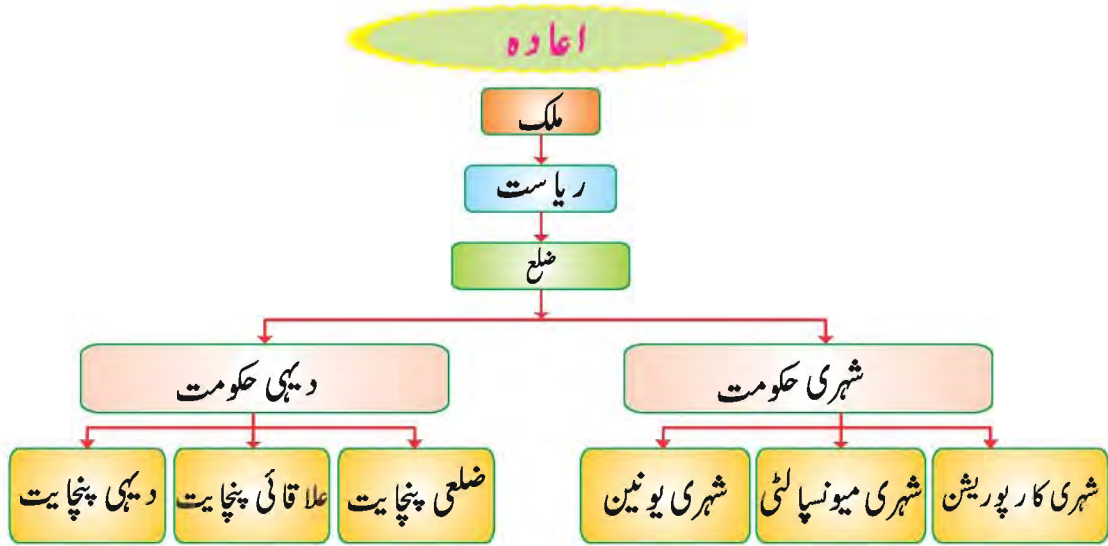 اعادہ
ملک
ریاست
ضلع
شہری حکومت
دیہی حکومت
شہری کارپوریشن
شہری میونسپالٹی
شہری یونین
ضلعی پنچایت
علاقائی پنچایت
دیہی پنچایت